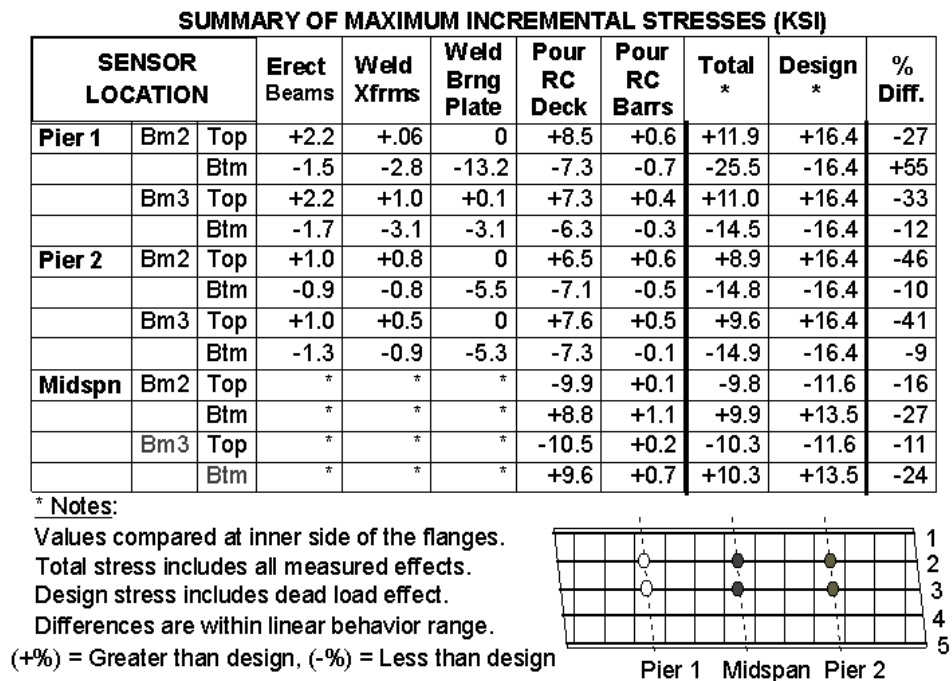 SUMMARY OF MAXIMUM INCREMENTAL STRESSES (KSI)
SENSOR LOCATION Erect Beams Weld Xfrms Weld Brng Plate Pour RC Deck Pour RC Barrs Total * Design * % Diff.
Pier 1 Bm2 Top +2.2 +.06 0 +8.5 +0.6 +11.9 +16.4 -27
Btm -1.5 -2.8 -13.2 -7.3 -0.7 -25.5 -16.4 +55
Bm3 Top +2.2 +1.0 +0.1 +7.3 +0.4 +11.0 +16.4 -33
Btm -1.7 -3.1 -3.1 -6.3 -0.3 -14.5 -16.4 -12
Pier 2 Bm2 Top +1.0 +0.8 0 +6.5 +0.6 +8.9 +16.4 -46
Btm -0.9 -0.8 -5.5 -7.1 -0.5 -14.8 -16.4 -10
Bm3 Top +1.0 +0.5 0 +7.6 +0.5 +9.6 +16.4 -41
Btm -1.3 -0.9 -5.3 -7.3 -0.1 -14.9 -16.4 -9
Midspn Bm2 Top * * * -9.9 +0.1 -9.8 -11.6 -16
Btm * * * +8.8 +1.1 +9.9 +13.5 -27
Bm3 Top * * * -10.5 +0.2 -10.3 -11.6 -11
Btm * * * +9.6 +0.7 +10.3 +13.5 -24
* Notes:
Values compared at inner side of the flanges.
Total stress includes all measured effects.
Design stress includes dead load effect.
Differences are within linear behavior range.
(+%) = Greater than design, (-%) = Less than design
1
2
3
4
5
Pier 1 Midspan Pier 2